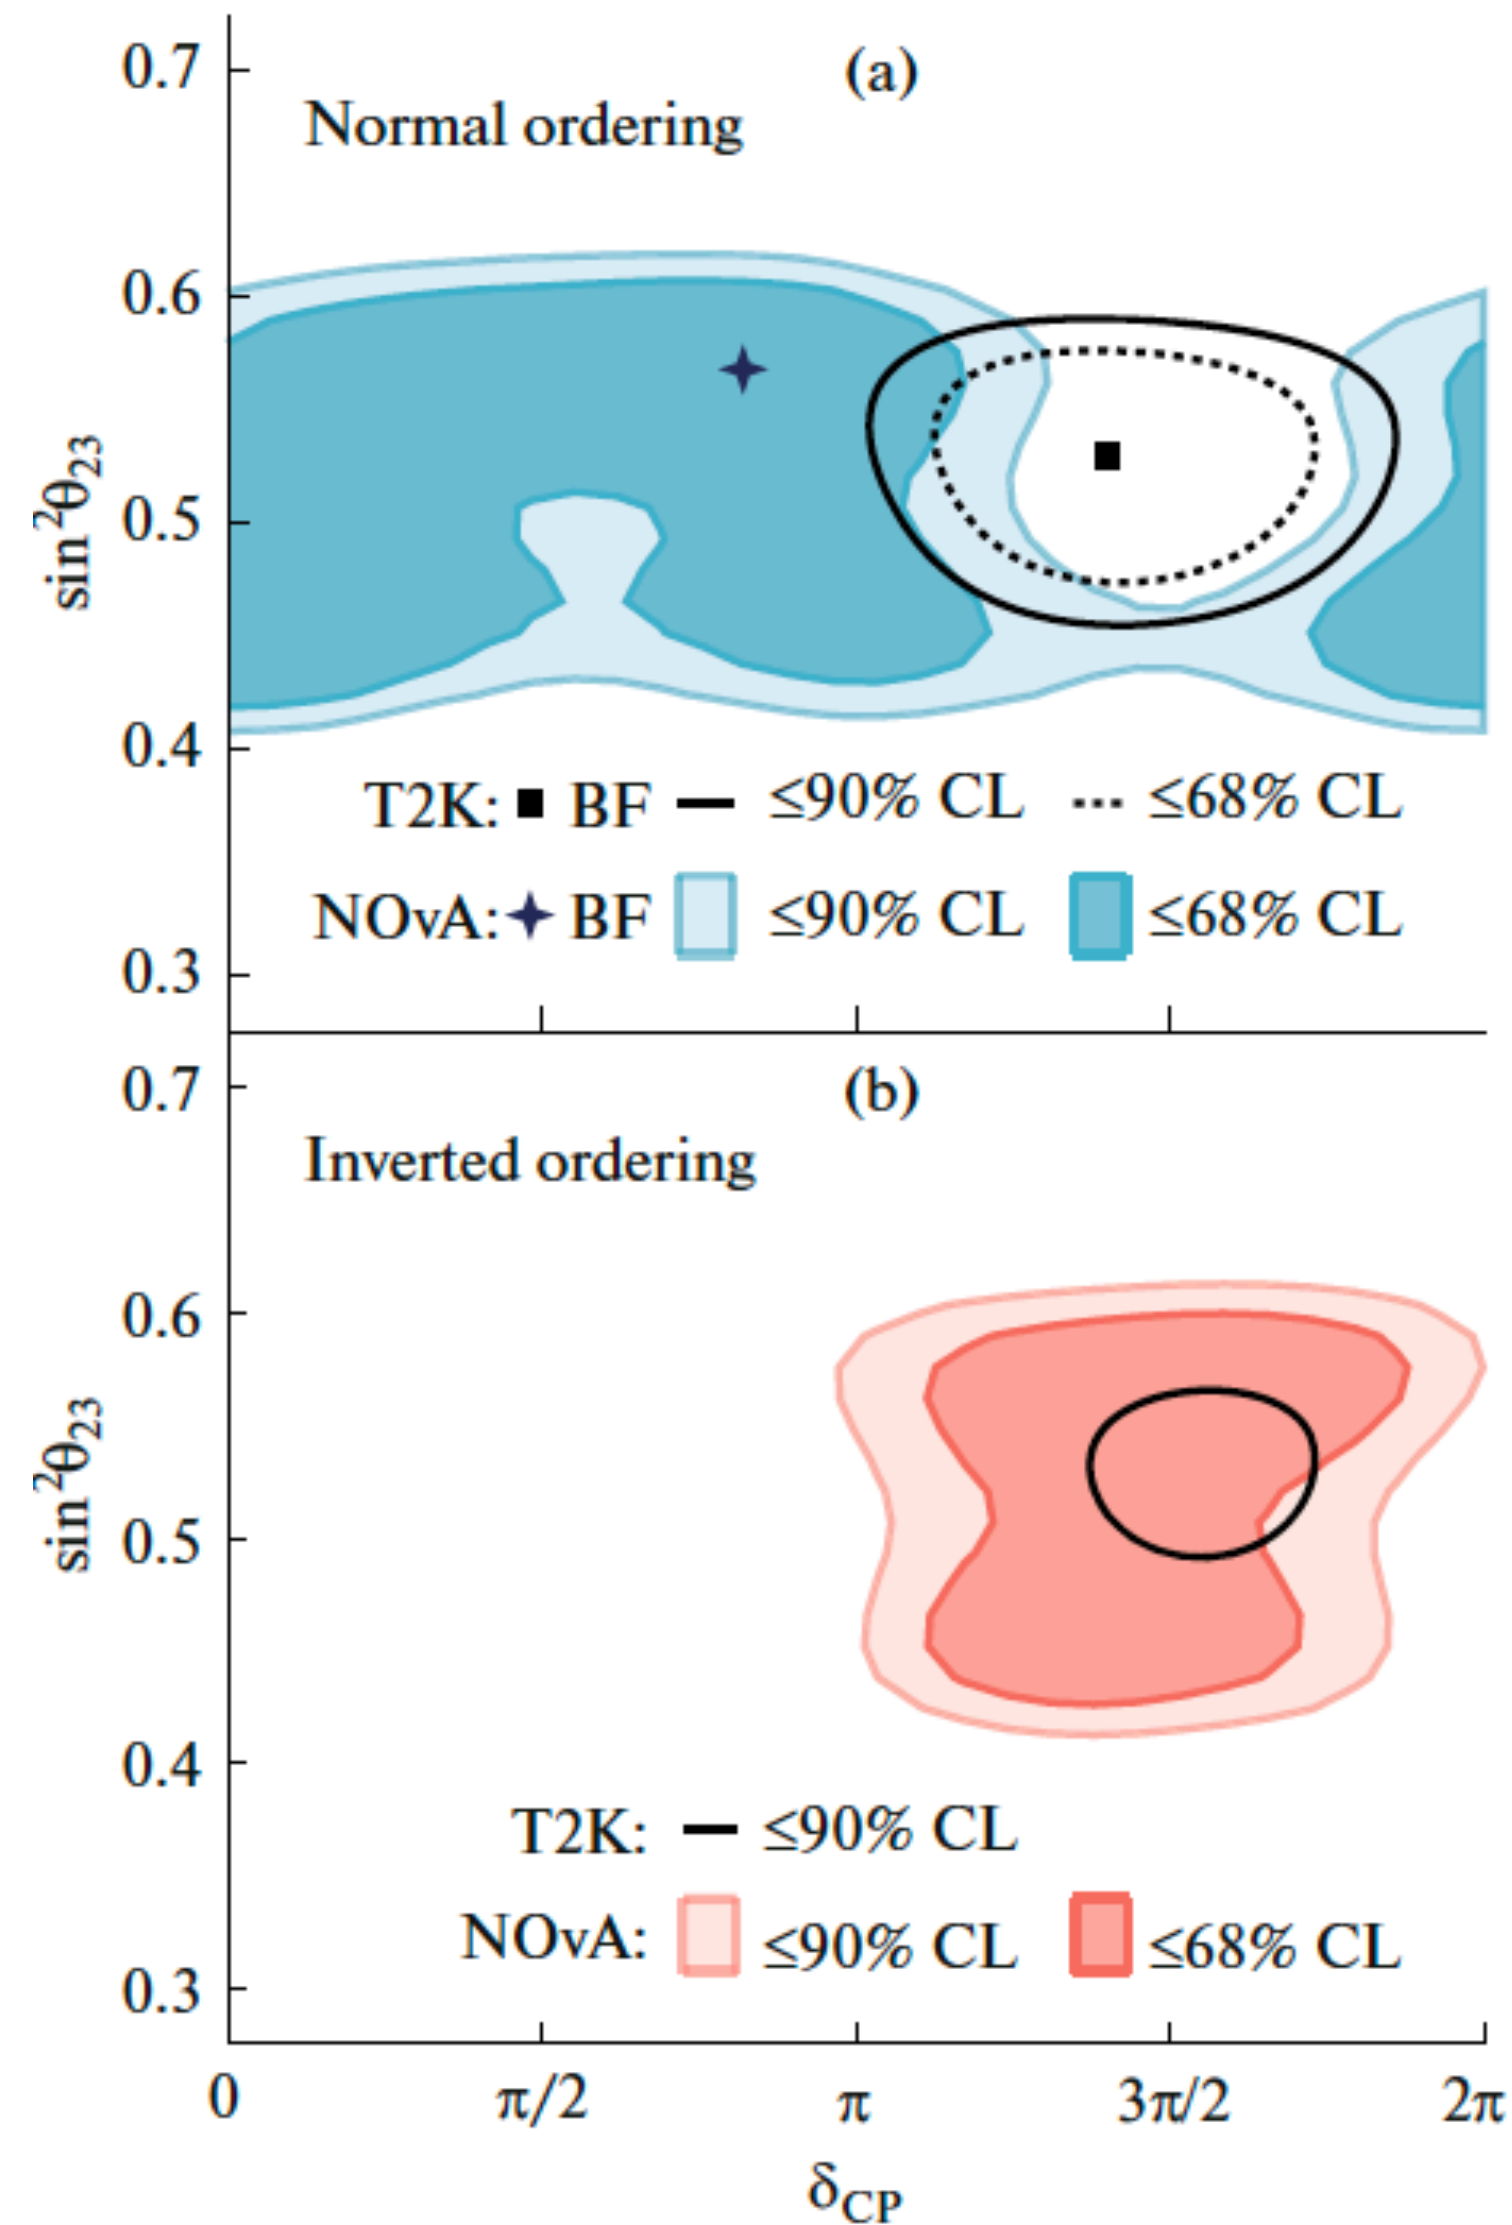 (a)
0.7
Normal ordering
0.6
sin²θ₂₃
0.5
0.4
T2K: BF ≤90% CL ≤68% CL
NOvA: BF ≤90% CL ≤68% CL
0.3
(b)
0.7
Inverted ordering
0.6
sin²θ₂₃
0.5
0.4
T2K: ≤90% CL
NOvA: ≤90% CL ≤68% CL
0.3
0 π/2 π 3π/2 2π
δCP